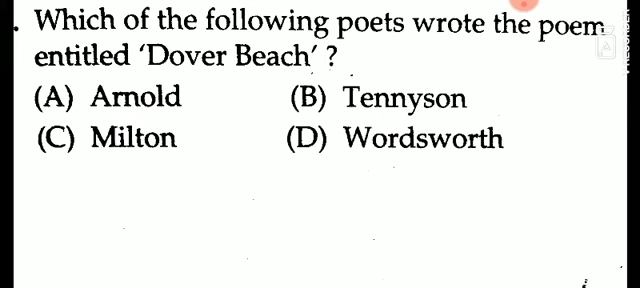 . Which of the following poets wrote the poem
entitled ‘Dover Beach’ ?
(A) Arnold (B) Tennyson
(C) Milton (D) Wordsworth